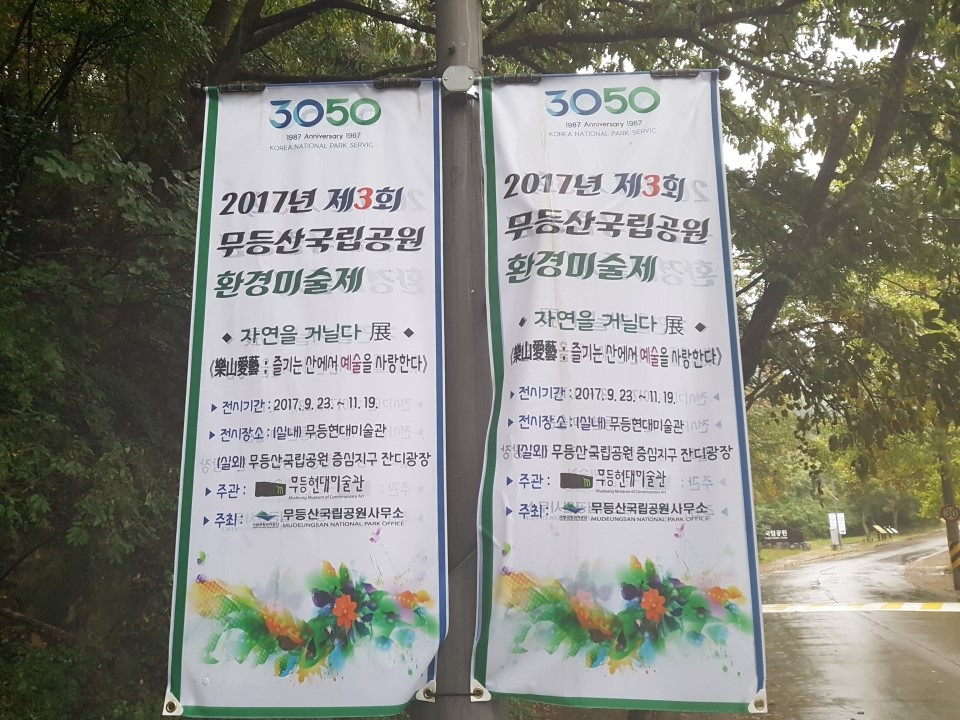 3050
1987 Anniversary 1967
KOREA NATIONAL PARK SERVIC
2017년 제3회
무등산국립공원
환경미술제
◆ 자연을 거닐다 展 ◆
《樂山愛藝 : 즐기는 산에서 예술을 사랑한다》
▶ 전시기간 : 2017. 9. 23. ~ 11. 19.
▶ 전시장소 : (실내) 무등현대미술관
(실외) 무등산국립공원 증심지구 잔디광장
▶ 주관 : 무등현대미술관
Mudeung Museum of Contemporary Art
▶ 주최 : 무등산국립공원사무소
MUDEUNGSAN NATIONAL PARK OFFICE
3050
1987 Anniversary 1967
KOREA NATIONAL PARK SERVIC
2017년 제3회
무등산국립공원
환경미술제
◆ 자연을 거닐다 展 ◆
《樂山愛藝 : 즐기는 산에서 예술을 사랑한다》
▶ 전시기간 : 2017. 9. 23. ~ 11. 19.
▶ 전시장소 : (실내) 무등현대미술관
(실외) 무등산국립공원 증심지구 잔디광장
▶ 주관 : 무등현대미술관
Mudeung Museum of Contemporary Art
▶ 주최 : 무등산국립공원사무소
MUDEUNGSAN NATIONAL PARK OFFICE
국립공원
30